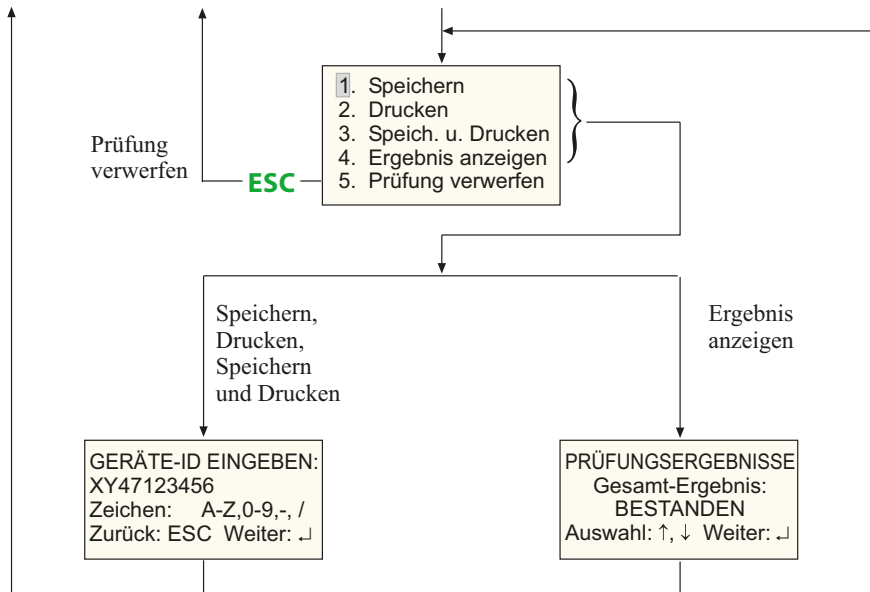 1. Speichern
2. Drucken
3. Speich. u. Drucken
4. Ergebnis anzeigen
5. Prüfung verwerfen
Prüfung
verwerfen
ESC
Speichern,
Drucken,
Speichern
und Drucken
Ergebnis
anzeigen
GERÄTE-ID EINGEBEN:
XY47123456
Zeichen: A-Z,0-9,-, /
Zurück: ESC Weiter: ↵
PRÜFUNGSERGEBNISSE
Gesamt-Ergebnis:
BESTANDEN
Auswahl: ↑, ↓ Weiter: ↵